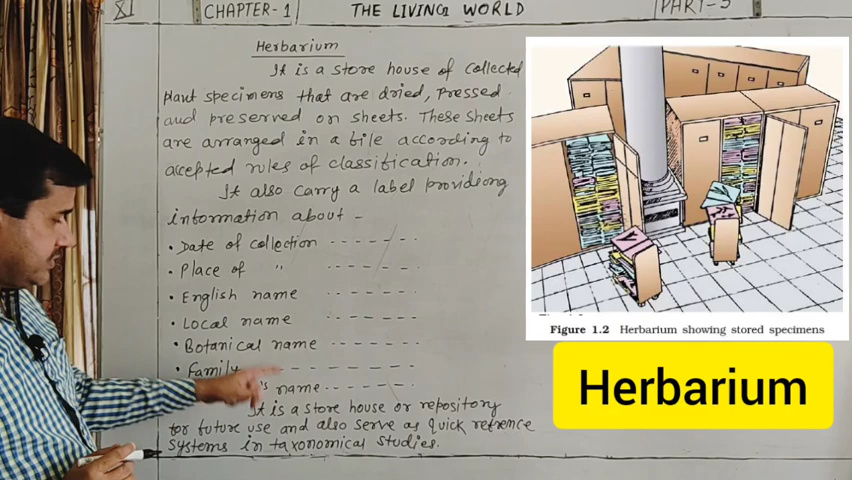 XI
CHAPTER-1
THE LIVING WORLD
PART-5
Herbarium
It is a store house of collected
plant specimens that are dried, pressed
and preserved on sheets. These sheets
are arranged in a file according to
accepted rules of classification.
It also carry a label providiong
information about -
• Date of collection -------
• Place of " -------
• English name -------
• Local name -------
• Botanical name -------
• Family -------
's name -------
It is a store house or repository
for future use and also serve as quick refrence
systems in taxonomical studies.
Figure 1.2 Herbarium showing stored specimens
Herbarium